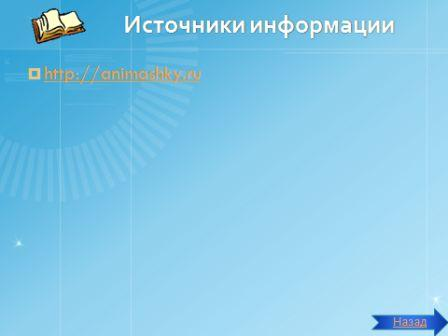 Источники информации
http://animashky.ru
Назад